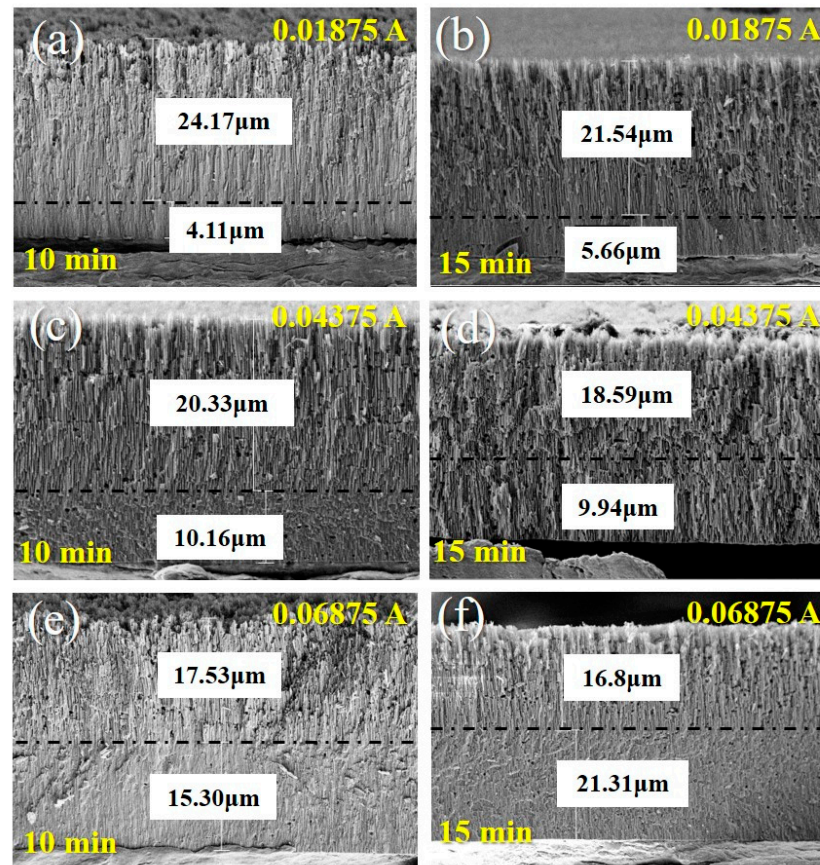 (a)
0.01875 A
24.17μm
4.11μm
10 min
(b)
0.01875 A
21.54μm
5.66μm
15 min
(c)
0.04375 A
20.33μm
10.16μm
10 min
(d)
0.04375 A
18.59μm
9.94μm
15 min
(e)
0.06875 A
17.53μm
15.30μm
10 min
(f)
0.06875 A
16.8μm
21.31μm
15 min